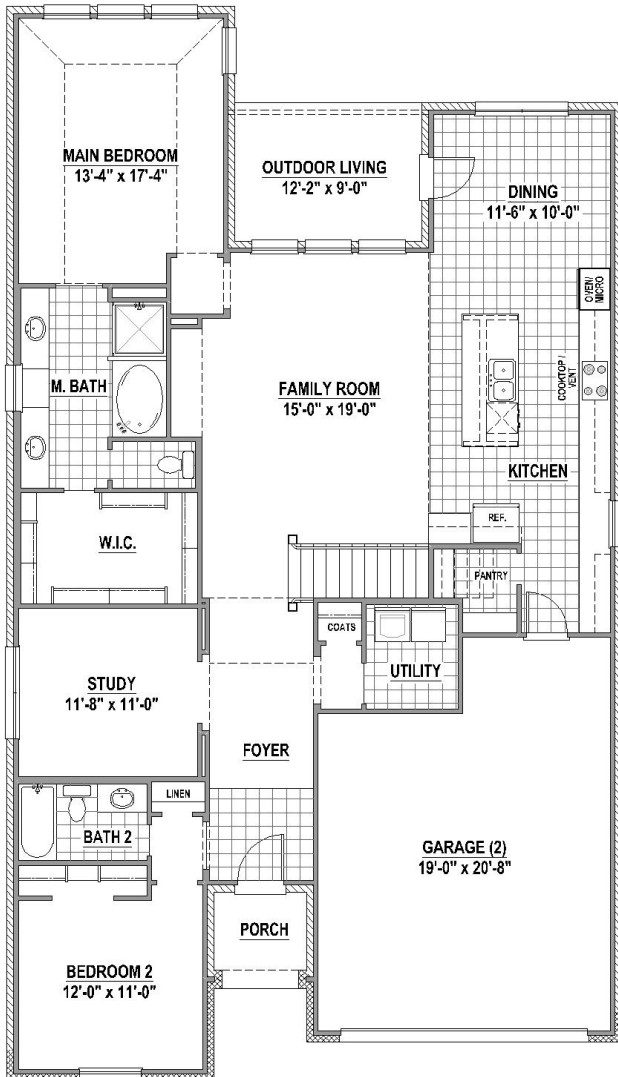 MAIN BEDROOM
13'-4" x 17'-4"
OUTDOOR LIVING
12'-2" x 9'-0"
DINING
11'-6" x 10'-0"
OVEN/
MICRO
COOKTOP /
VENT
M. BATH
FAMILY ROOM
15'-0" x 19'-0"
KITCHEN
REF.
W.I.C.
PANTRY
COATS
UTILITY
STUDY
11'-8" x 11'-0"
FOYER
LINEN
BATH 2
GARAGE (2)
19'-0" x 20'-8"
PORCH
BEDROOM 2
12'-0" x 11'-0"